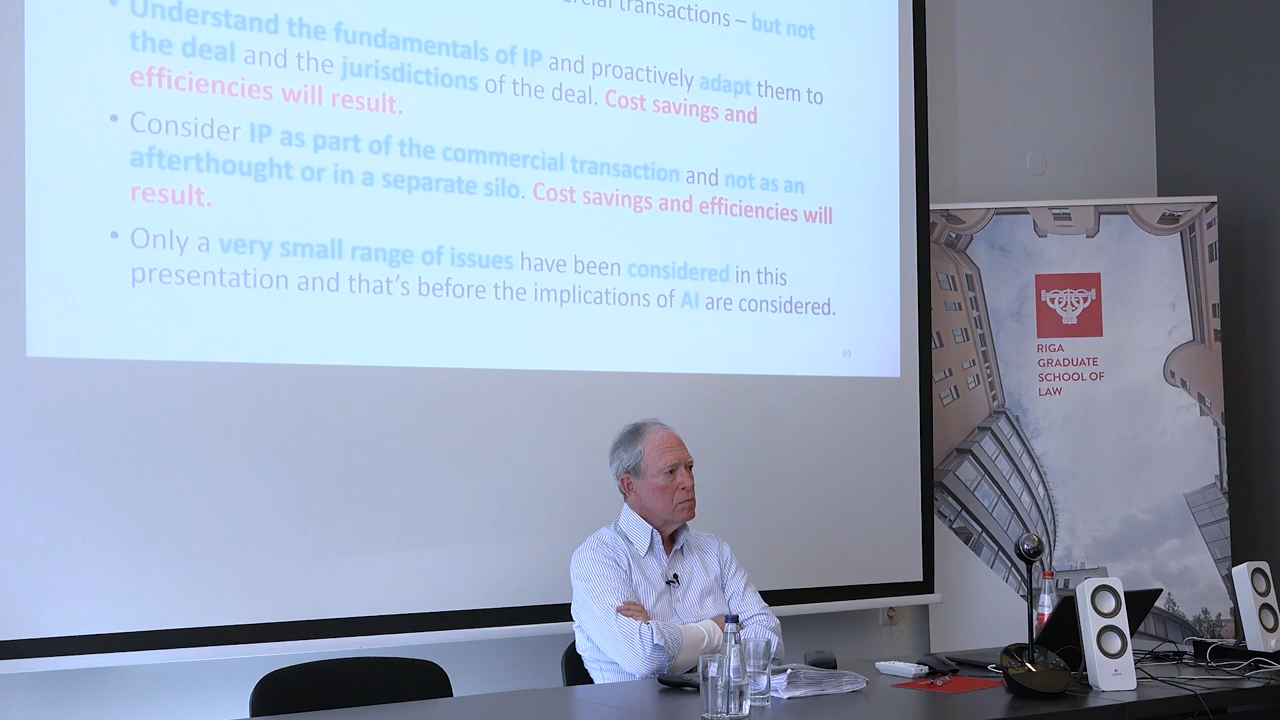 ercial transactions – but not
• Understand the fundamentals of IP and proactively adapt them to
the deal and the jurisdictions of the deal. Cost savings and
efficiencies will result.
• Consider IP as part of the commercial transaction and not as an
afterthought or in a separate silo. Cost savings and efficiencies will
result.
• Only a very small range of issues have been considered in this
presentation and that's before the implications of AI are considered.
69
RIGA
GRADUATE
SCHOOL OF
LAW